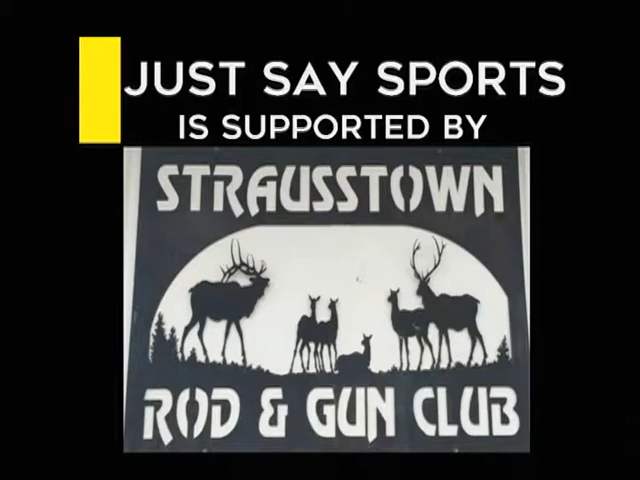 JUST SAY SPORTS
IS SUPPORTED BY
STRAUSSTOWN
ROD & GUN CLUB